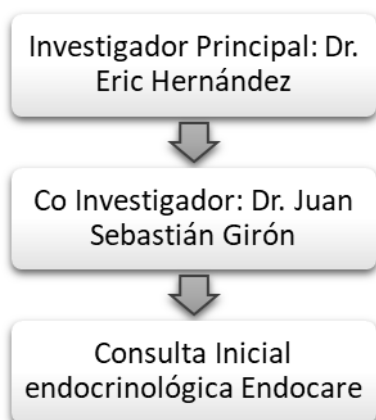 Investigador Principal: Dr.
Eric Hernández
Co Investigador: Dr. Juan
Sebastián Girón
Consulta Inicial
endocrinológica Endocare